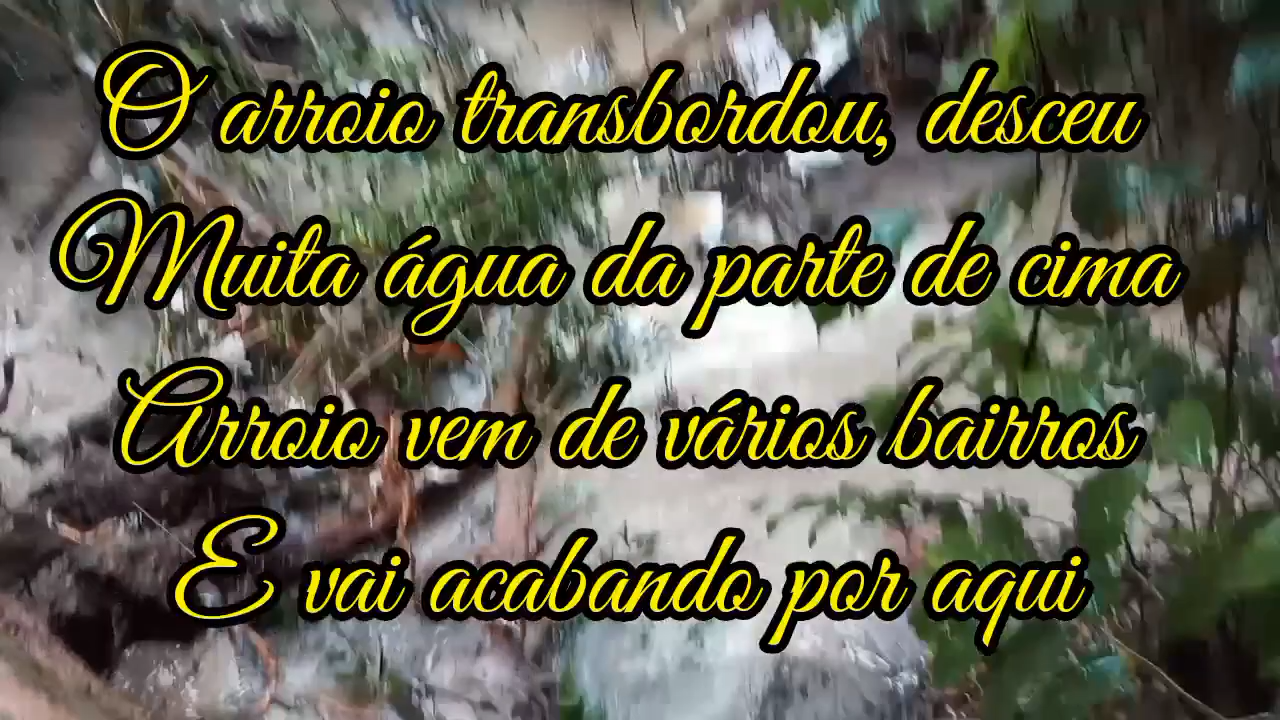 O arroio transbordou, desceu
Muita água da parte de cima
Arroio vem de vários bairros
E vai acabando por aqui